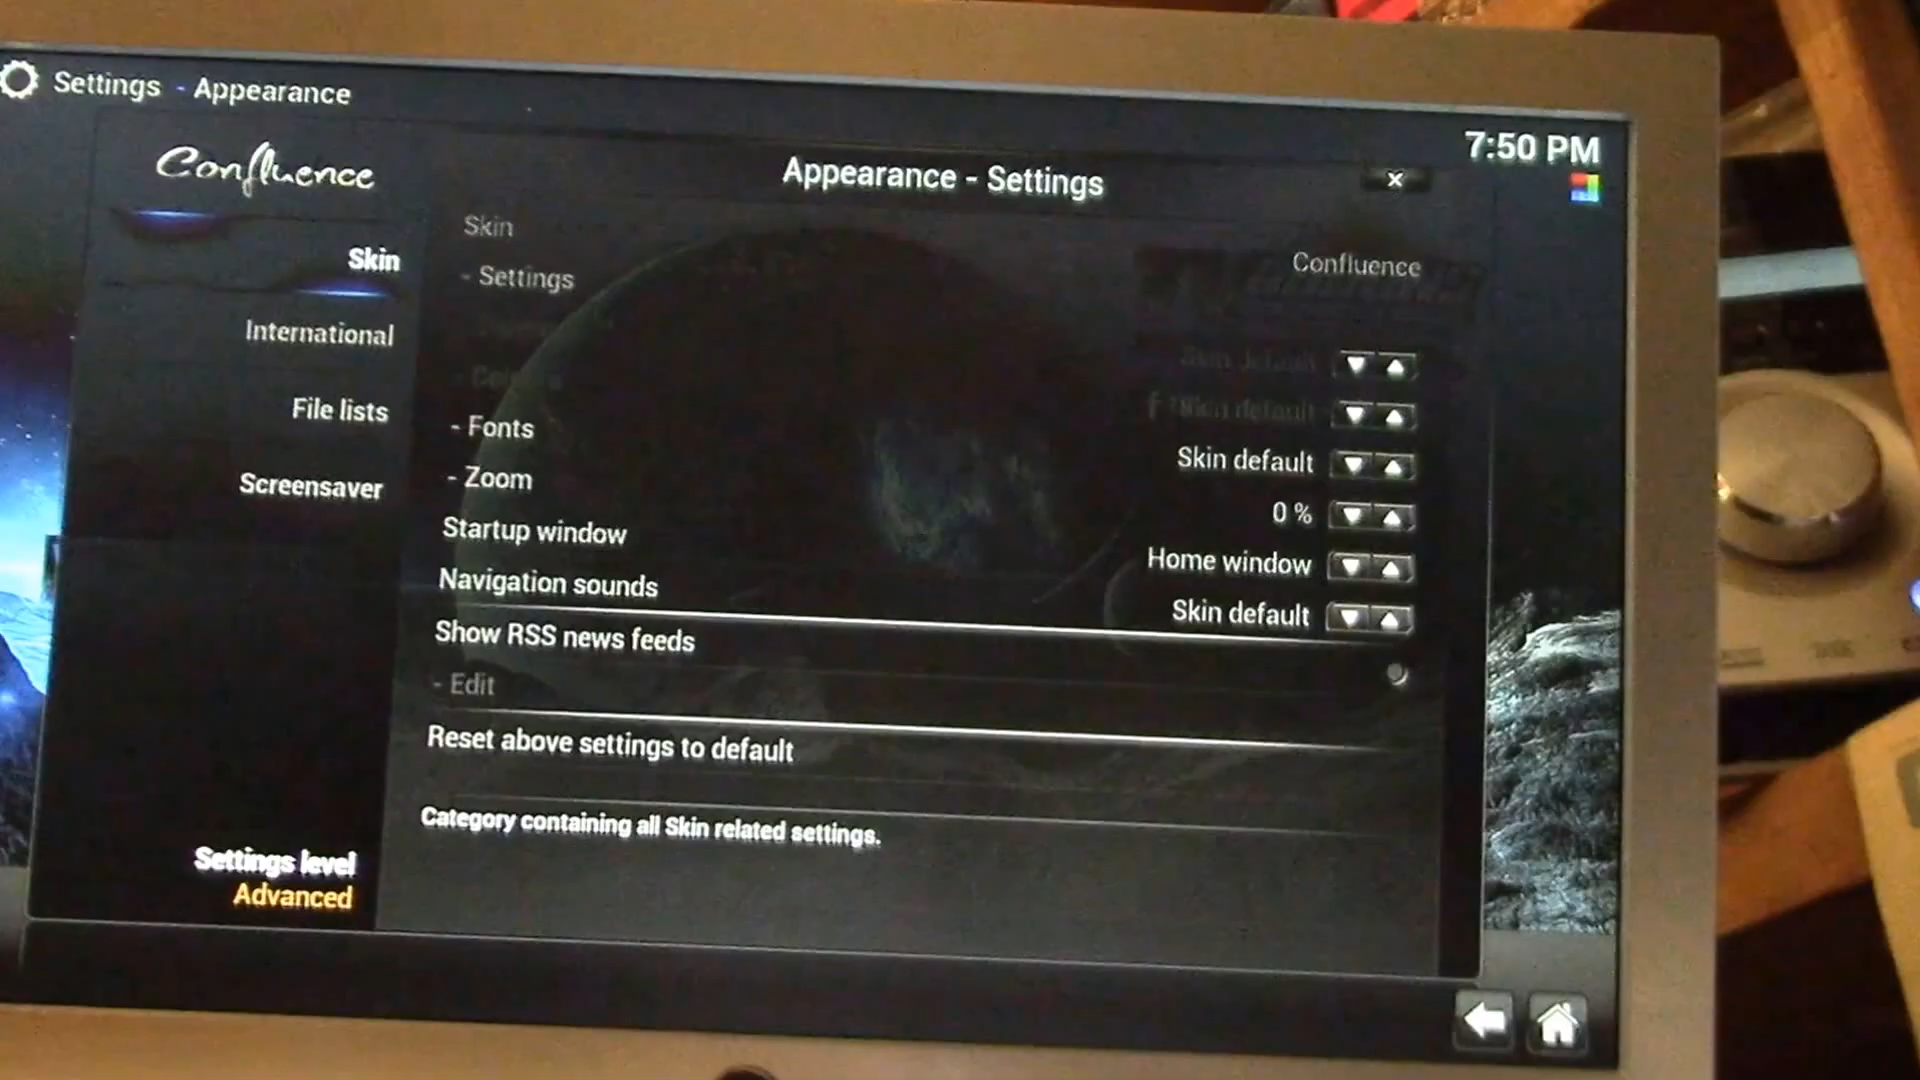 Settings - Appearance
7:50 PM
Confluence
Appearance - Settings
Skin
International
File lists
Screensaver
Settings level
Advanced
Skin Confluence
- Settings
- Fonts Skin default
- Zoom 0 %
Startup window Home window
Navigation sounds Skin default
Show RSS news feeds
- Edit
Reset above settings to default
Category containing all Skin related settings.